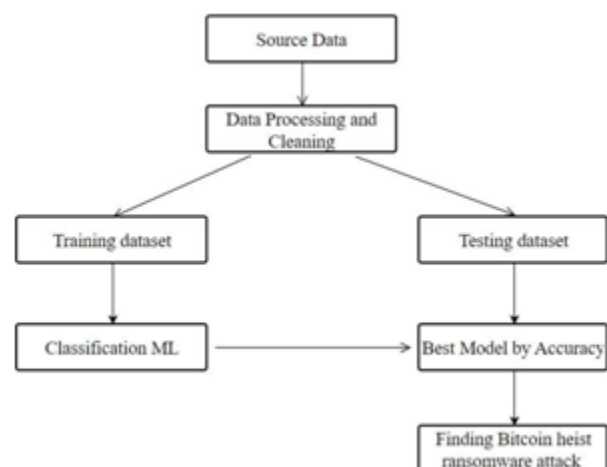 Source Data
Data Processing and
Cleaning
Training dataset
Testing dataset
Classification ML
Best Model by Accuracy
Finding Bitcoin heist
ransomware attack